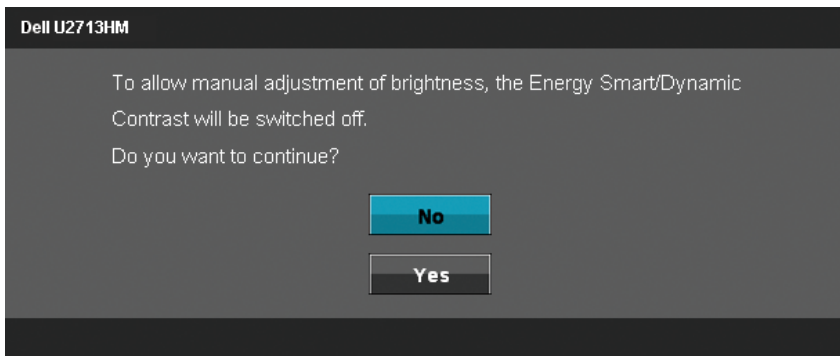 Dell U2713HM
To allow manual adjustment of brightness, the Energy Smart/Dynamic
Contrast will be switched off.
Do you want to continue?
No
Yes